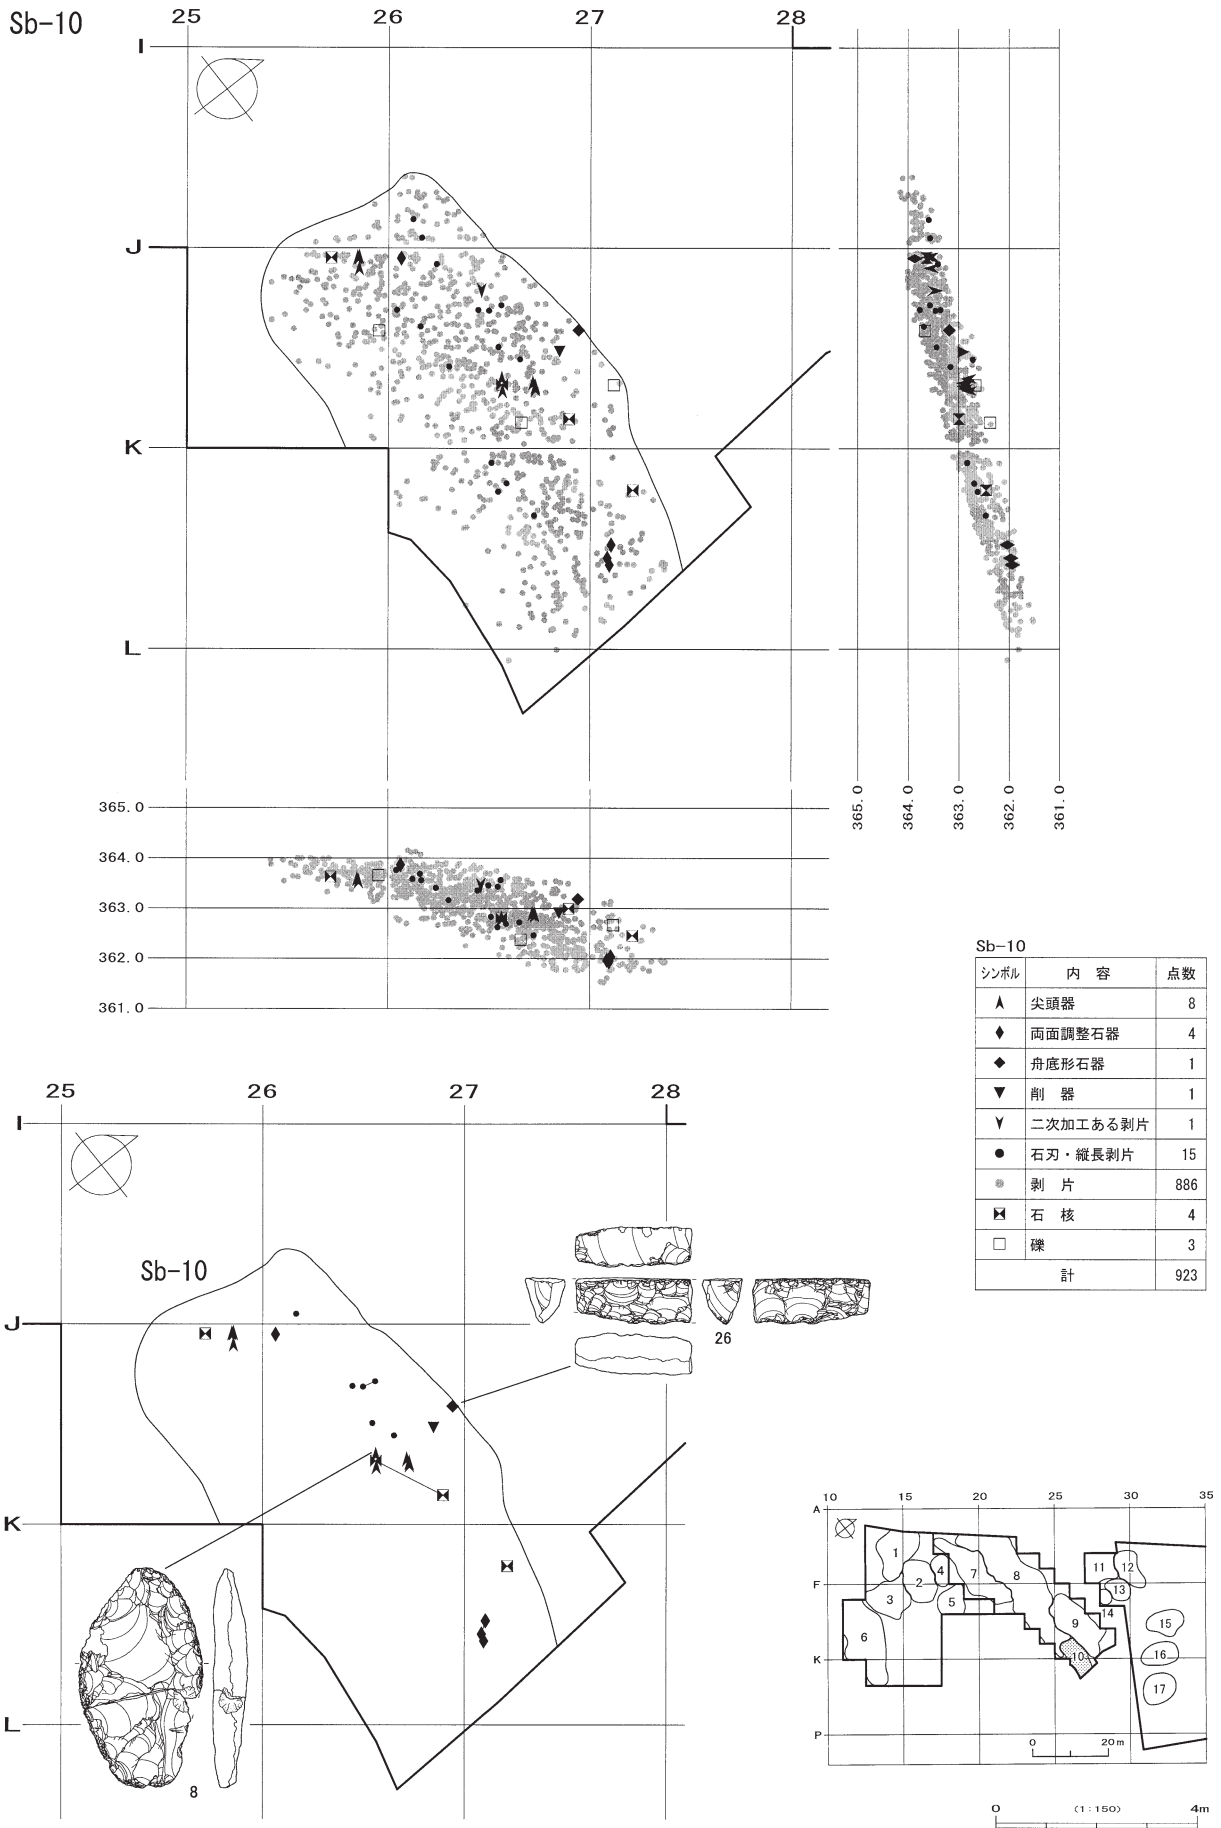 Sb-10
25 26 27 28
I
J
K
L
365.0
364.0
363.0
362.0
361.0
365.0 364.0 363.0 362.0 361.0
Sb-10
シンボル 内 容 点数
尖頭器 8
両面調整石器 4
舟底形石器 1
削 器 1
二次加工ある剥片 1
石刃・縦長剥片 15
剥 片 886
石 核 4
礫 3
計 923
25 26 27 28
I
Sb-10
J
26
K
L
8
10 15 20 25 30 35
A
F
K
P
1
2
3
4
5
6
7
8
9
10
11
12
13
14
15
16
17
0 20m
0 (1:150) 4m